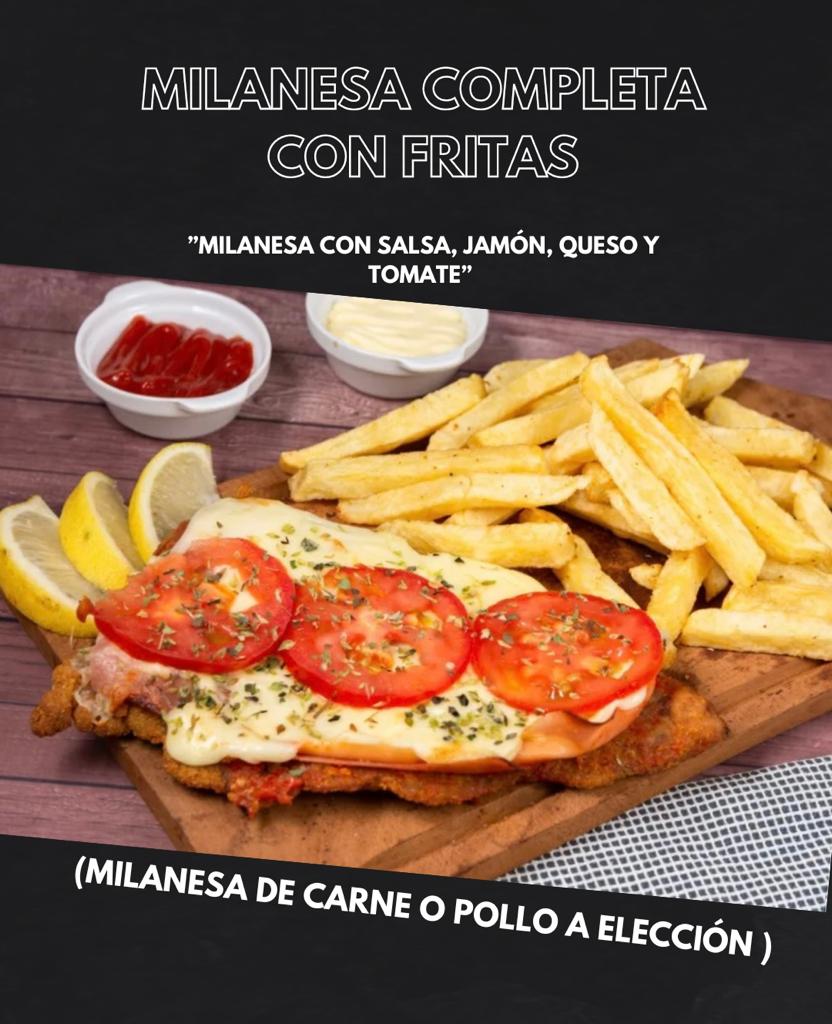 MILANESA COMPLETA
CON FRITAS
”MILANESA CON SALSA, JAMÓN, QUESO Y
TOMATE”
(MILANESA DE CARNE O POLLO A ELECCIÓN )